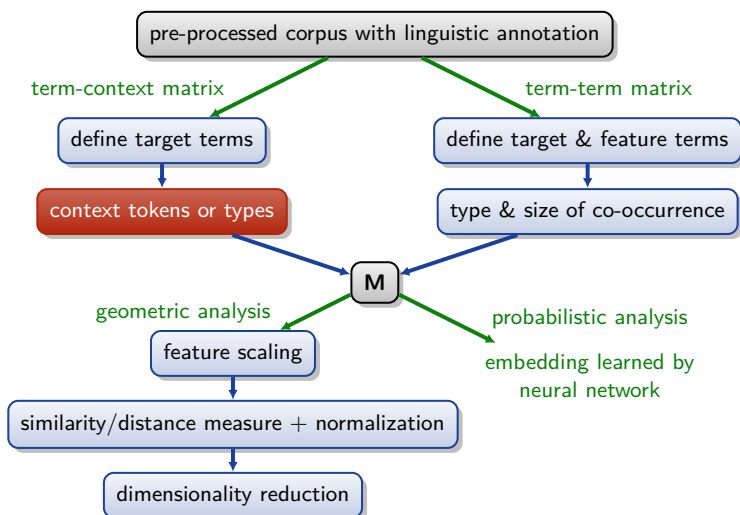 pre-processed corpus with linguistic annotation
term-context matrix
term-term matrix
define target terms
define target & feature terms
context tokens or types
type & size of co-occurrence
M
geometric analysis
probabilistic analysis
feature scaling
embedding learned by
neural network
similarity/distance measure + normalization
dimensionality reduction